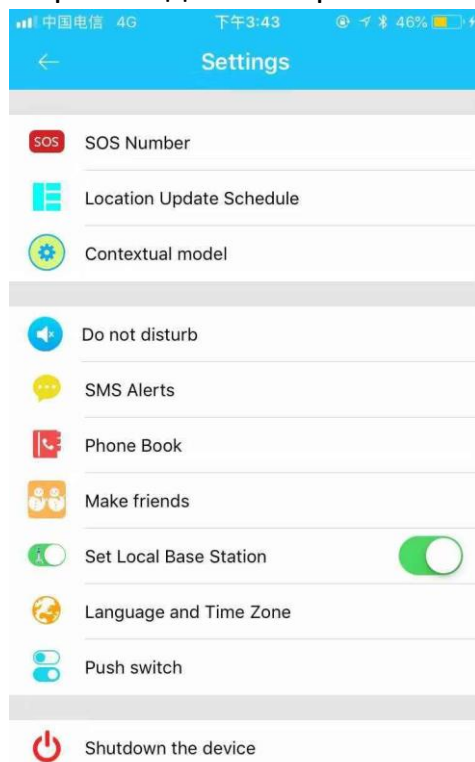 中国电信 4G 下午3:43 46%
Settings
SOS SOS Number
Location Update Schedule
Contextual model
Do not disturb
SMS Alerts
Phone Book
Make friends
Set Local Base Station
Language and Time Zone
Push switch
Shutdown the device